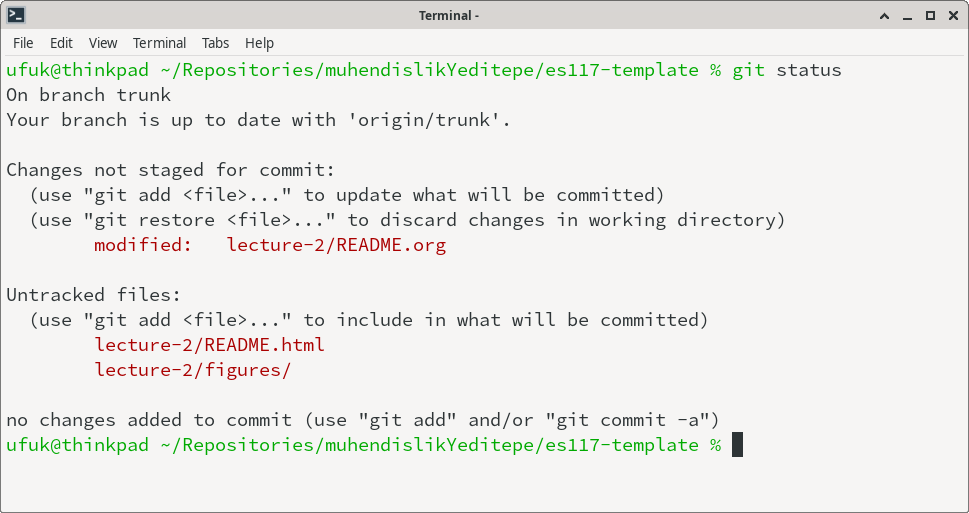 Terminal -
File Edit View Terminal Tabs Help
ufuk@thinkpad ~/Repositories/muhendislikYeditepe/es117-template % git status
On branch trunk
Your branch is up to date with 'origin/trunk'.
Changes not staged for commit:
  (use "git add <file>..." to update what will be committed)
  (use "git restore <file>..." to discard changes in working directory)
        modified:   lecture-2/README.org
Untracked files:
  (use "git add <file>..." to include in what will be committed)
        lecture-2/README.html
        lecture-2/figures/
no changes added to commit (use "git add" and/or "git commit -a")
ufuk@thinkpad ~/Repositories/muhendislikYeditepe/es117-template %